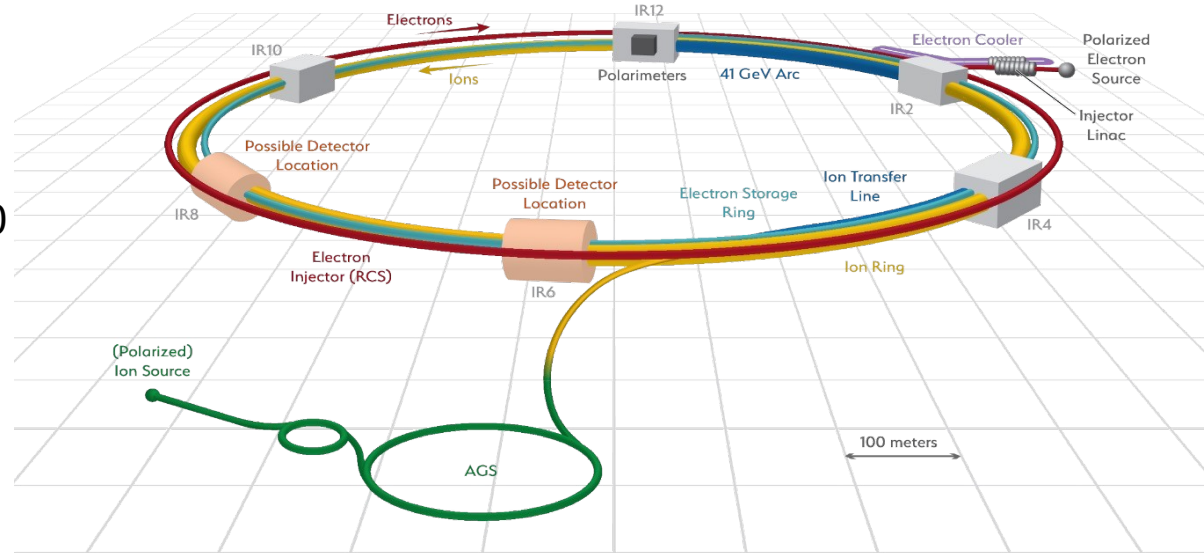 IR12
Electrons
IR10
Ions
Polarimeters
41 GeV Arc
Electron Cooler
Polarized
Electron
Source
IR2
Injector
Linac
Possible Detector
Location
IR8
Possible Detector
Location
Electron Storage
Ring
Ion Transfer
Line
IR4
0
Electron
Injector (RCS)
IR6
Ion Ring
(Polarized)
Ion Source
AGS
100 meters